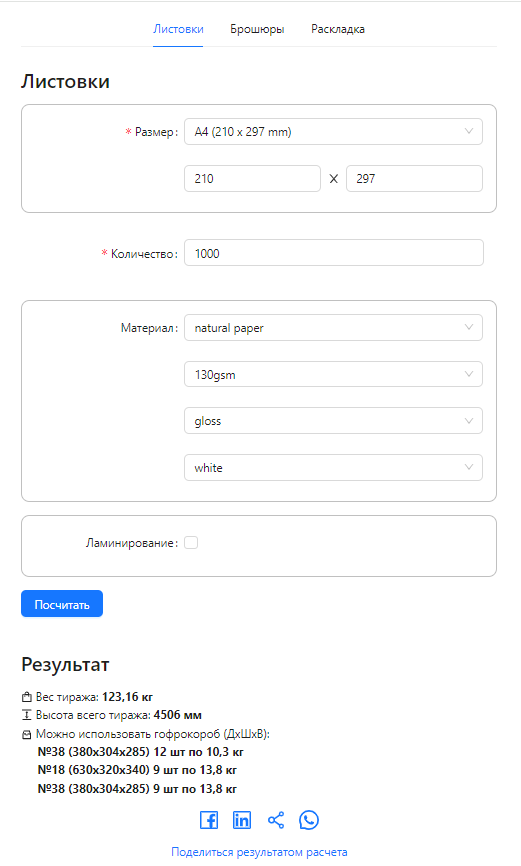 Листовки Брошюры Раскладка
Листовки
* Размер: A4 (210 x 297 mm)
210 X 297
* Количество: 1000
Материал: natural paper
130gsm
gloss
white
Ламинирование:
Посчитать
Результат
Вес тиража: 123,16 кг
Высота всего тиража: 4506 мм
Можно использовать гофрокороб (ДхШхВ):
№38 (380x304x285) 12 шт по 10,3 кг
№18 (630x320x340) 9 шт по 13,8 кг
№38 (380x304x285) 9 шт по 13,8 кг
Поделиться результатом расчета